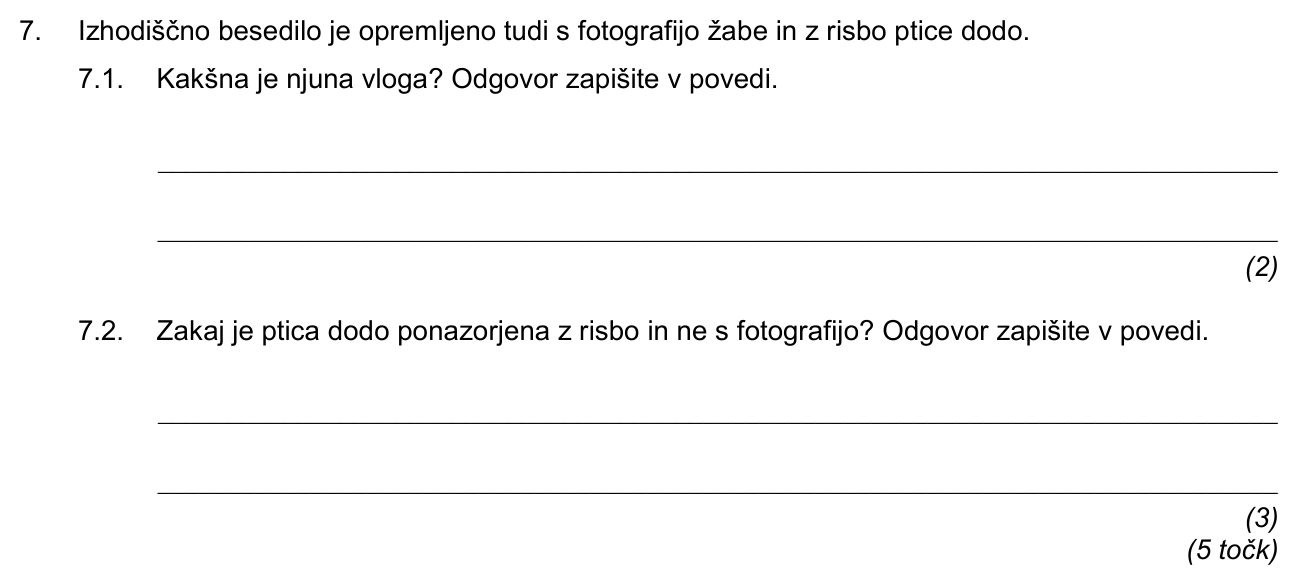 7. Izhodiščno besedilo je opremljeno tudi s fotografijo žabe in z risbo ptice dodo.
7.1. Kakšna je njuna vloga? Odgovor zapišite v povedi.
(2)
7.2. Zakaj je ptica dodo ponazorjena z risbo in ne s fotografijo? Odgovor zapišite v povedi.
(3)
(5 točk)